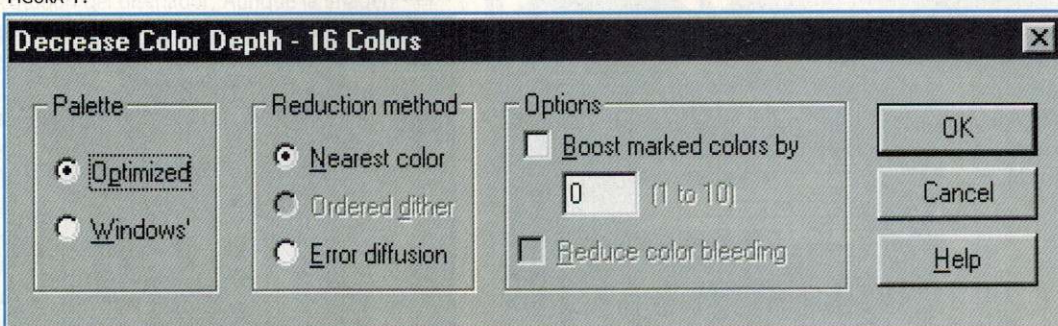 Decrease Color Depth - 16 Colors
Palette
Optimized
Windows'
Reduction method
Nearest color
Ordered dither
Error diffusion
Options
Boost marked colors by
0 (1 to 10)
Reduce color bleeding
OK
Cancel
Help